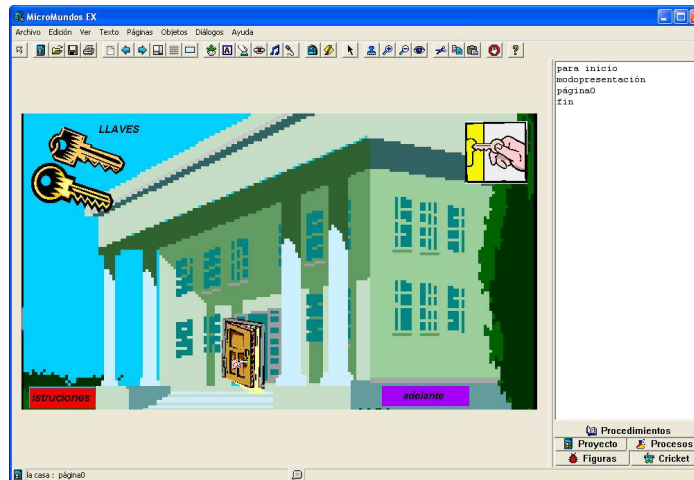 MicroMundos EX
Archivo Edición Ver Texto Páginas Objetos Diálogos Ayuda
para inicio
modopresentación
página0
fin
LLAVES
istruciones
adelante
Procedimientos
Proyecto Procesos
Figuras Cricket
la casa : página0